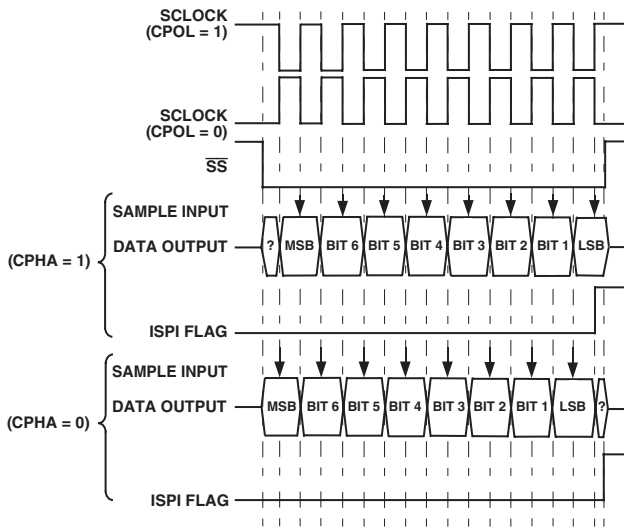 SCLOCK
(CPOL = 1)
SCLOCK
(CPOL = 0)
SS
(CPHA = 1)
SAMPLE INPUT
DATA OUTPUT ? MSB BIT 6 BIT 5 BIT 4 BIT 3 BIT 2 BIT 1 LSB
ISPI FLAG
(CPHA = 0)
SAMPLE INPUT
DATA OUTPUT MSB BIT 6 BIT 5 BIT 4 BIT 3 BIT 2 BIT 1 LSB ?
ISPI FLAG